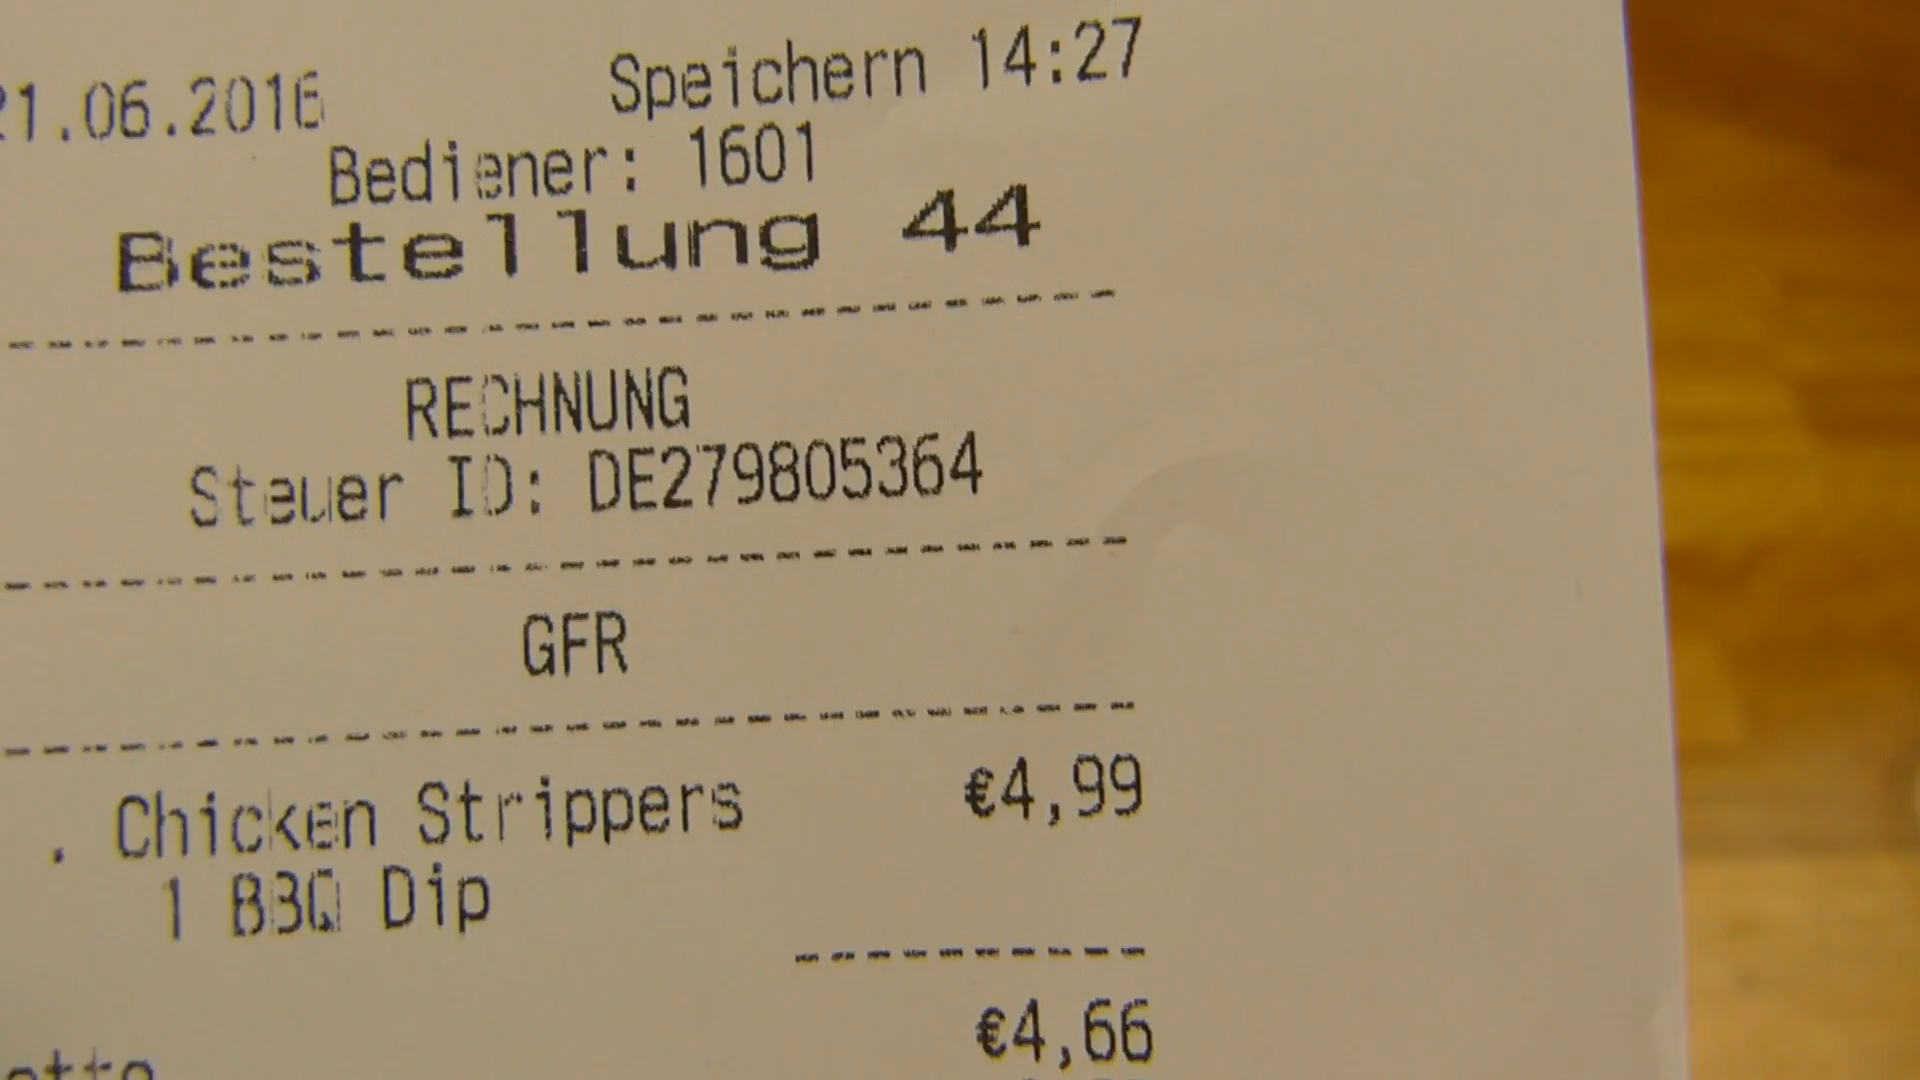 21.06.2016 Speichern 14:27
Bediener: 1601
Bestellung 44
RECHNUNG
Steuer ID: DE279805364
GFR
. Chicken Strippers €4,99
1 BBQ Dip
€4,66